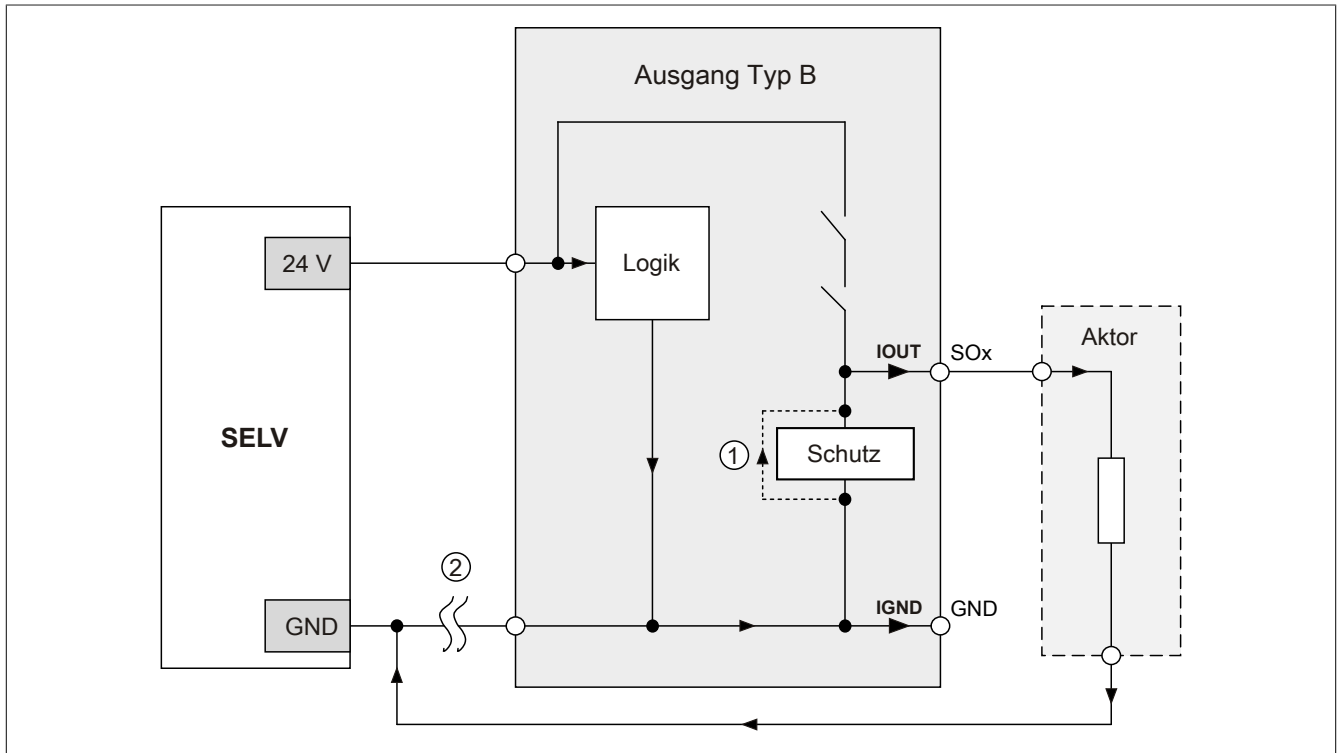 Ausgang Typ B
24 V
Logik
IOUT
SOx
Aktor
SELV
1
Schutz
2
GND
IGND
GND